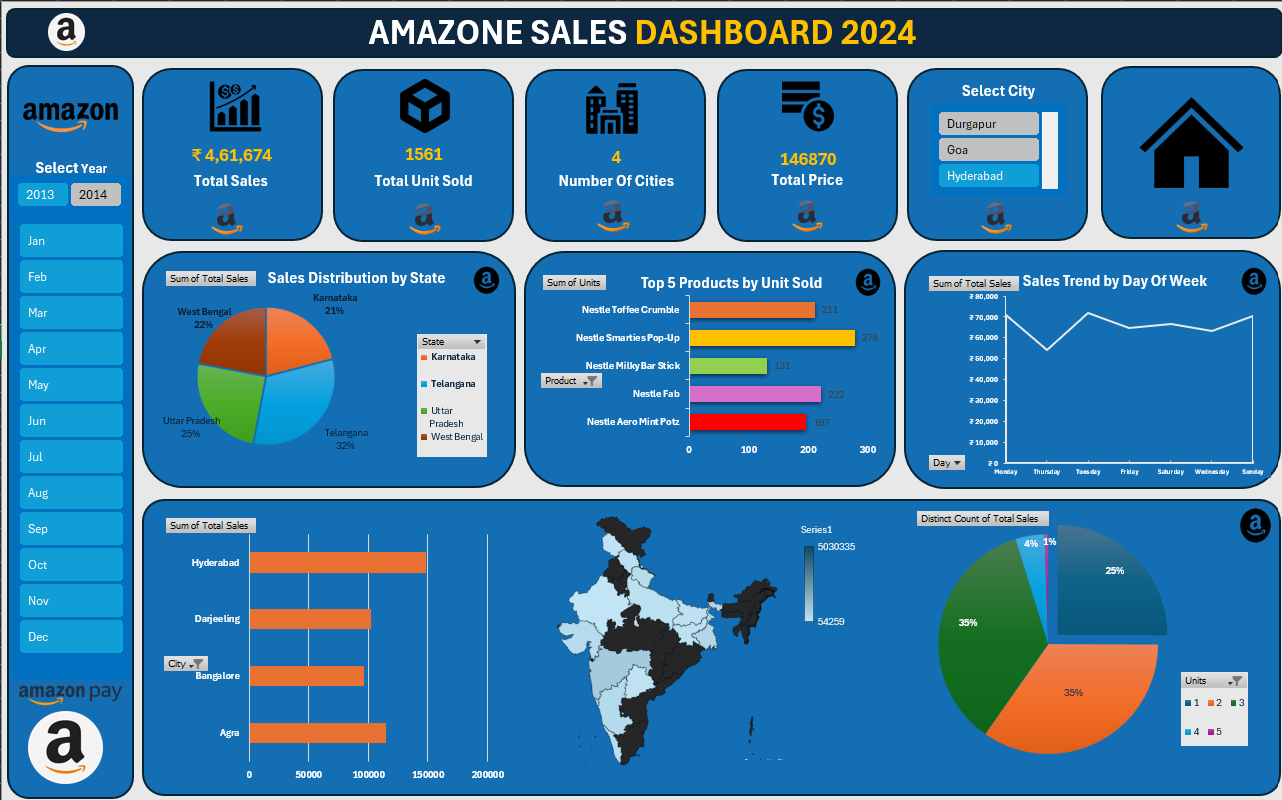 AMAZONE SALES DASHBOARD 2024
amazon
Select Year
2013
2014
Jan
Feb
Mar
Apr
May
Jun
Jul
Aug
Sep
Oct
Nov
Dec
amazon pay
₹ 4,61,674
Total Sales
1561
Total Unit Sold
4
Number Of Cities
146870
Total Price
Select City
Durgapur
Goa
Hyderabad
Sum of Total Sales
Sales Distribution by State
Karnataka
21%
West Bengal
22%
Uttar Pradesh
25%
Telangana
32%
State
Karnataka
Telangana
Uttar
Pradesh
West Bengal
Sum of Units
Top 5 Products by Unit Sold
Nestle Toffee Crumble
211
Nestle Smarties Pop-Up
278
Nestle Milky Bar Stick
131
Product
Nestle Fab
222
Nestle Aero Mint Potz
197
0
100
200
300
Sum of Total Sales
Sales Trend by Day Of Week
₹ 80,000
₹ 70,000
₹ 60,000
₹ 50,000
₹ 40,000
₹ 30,000
₹ 20,000
₹ 10,000
₹ 0
Day
Monday
Thursday
Tuesday
Friday
Saturday
Wednesday
Sunday
Sum of Total Sales
Hyderabad
Darjeeling
City
Bangalore
Agra
0
50000
100000
150000
200000
Series1
5030335
54259
Distinct Count of Total Sales
4%
1%
25%
35%
35%
Units
1
2
3
4
5